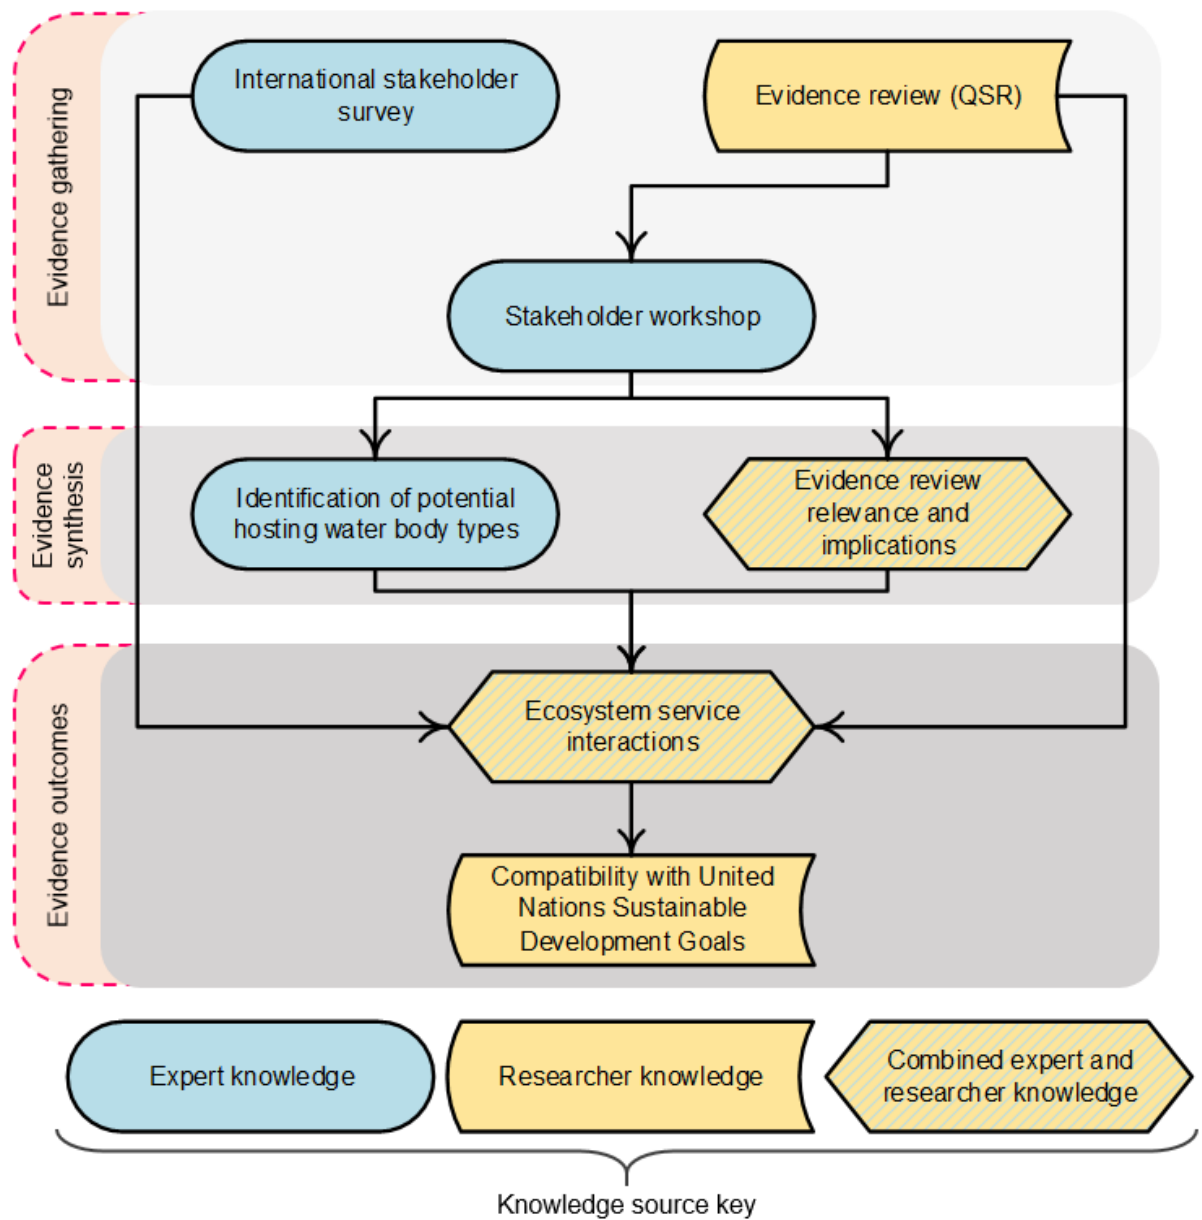 Evidence gathering
International stakeholder
survey
Evidence review (QSR)
Stakeholder workshop
Evidence
synthesis
Identification of potential
hosting water body types
Evidence review
relevance and
implications
Evidence outcomes
Ecosystem service
interactions
Compatibility with United
Nations Sustainable
Development Goals
Expert knowledge
Researcher knowledge
Combined expert and
researcher knowledge
Knowledge source key